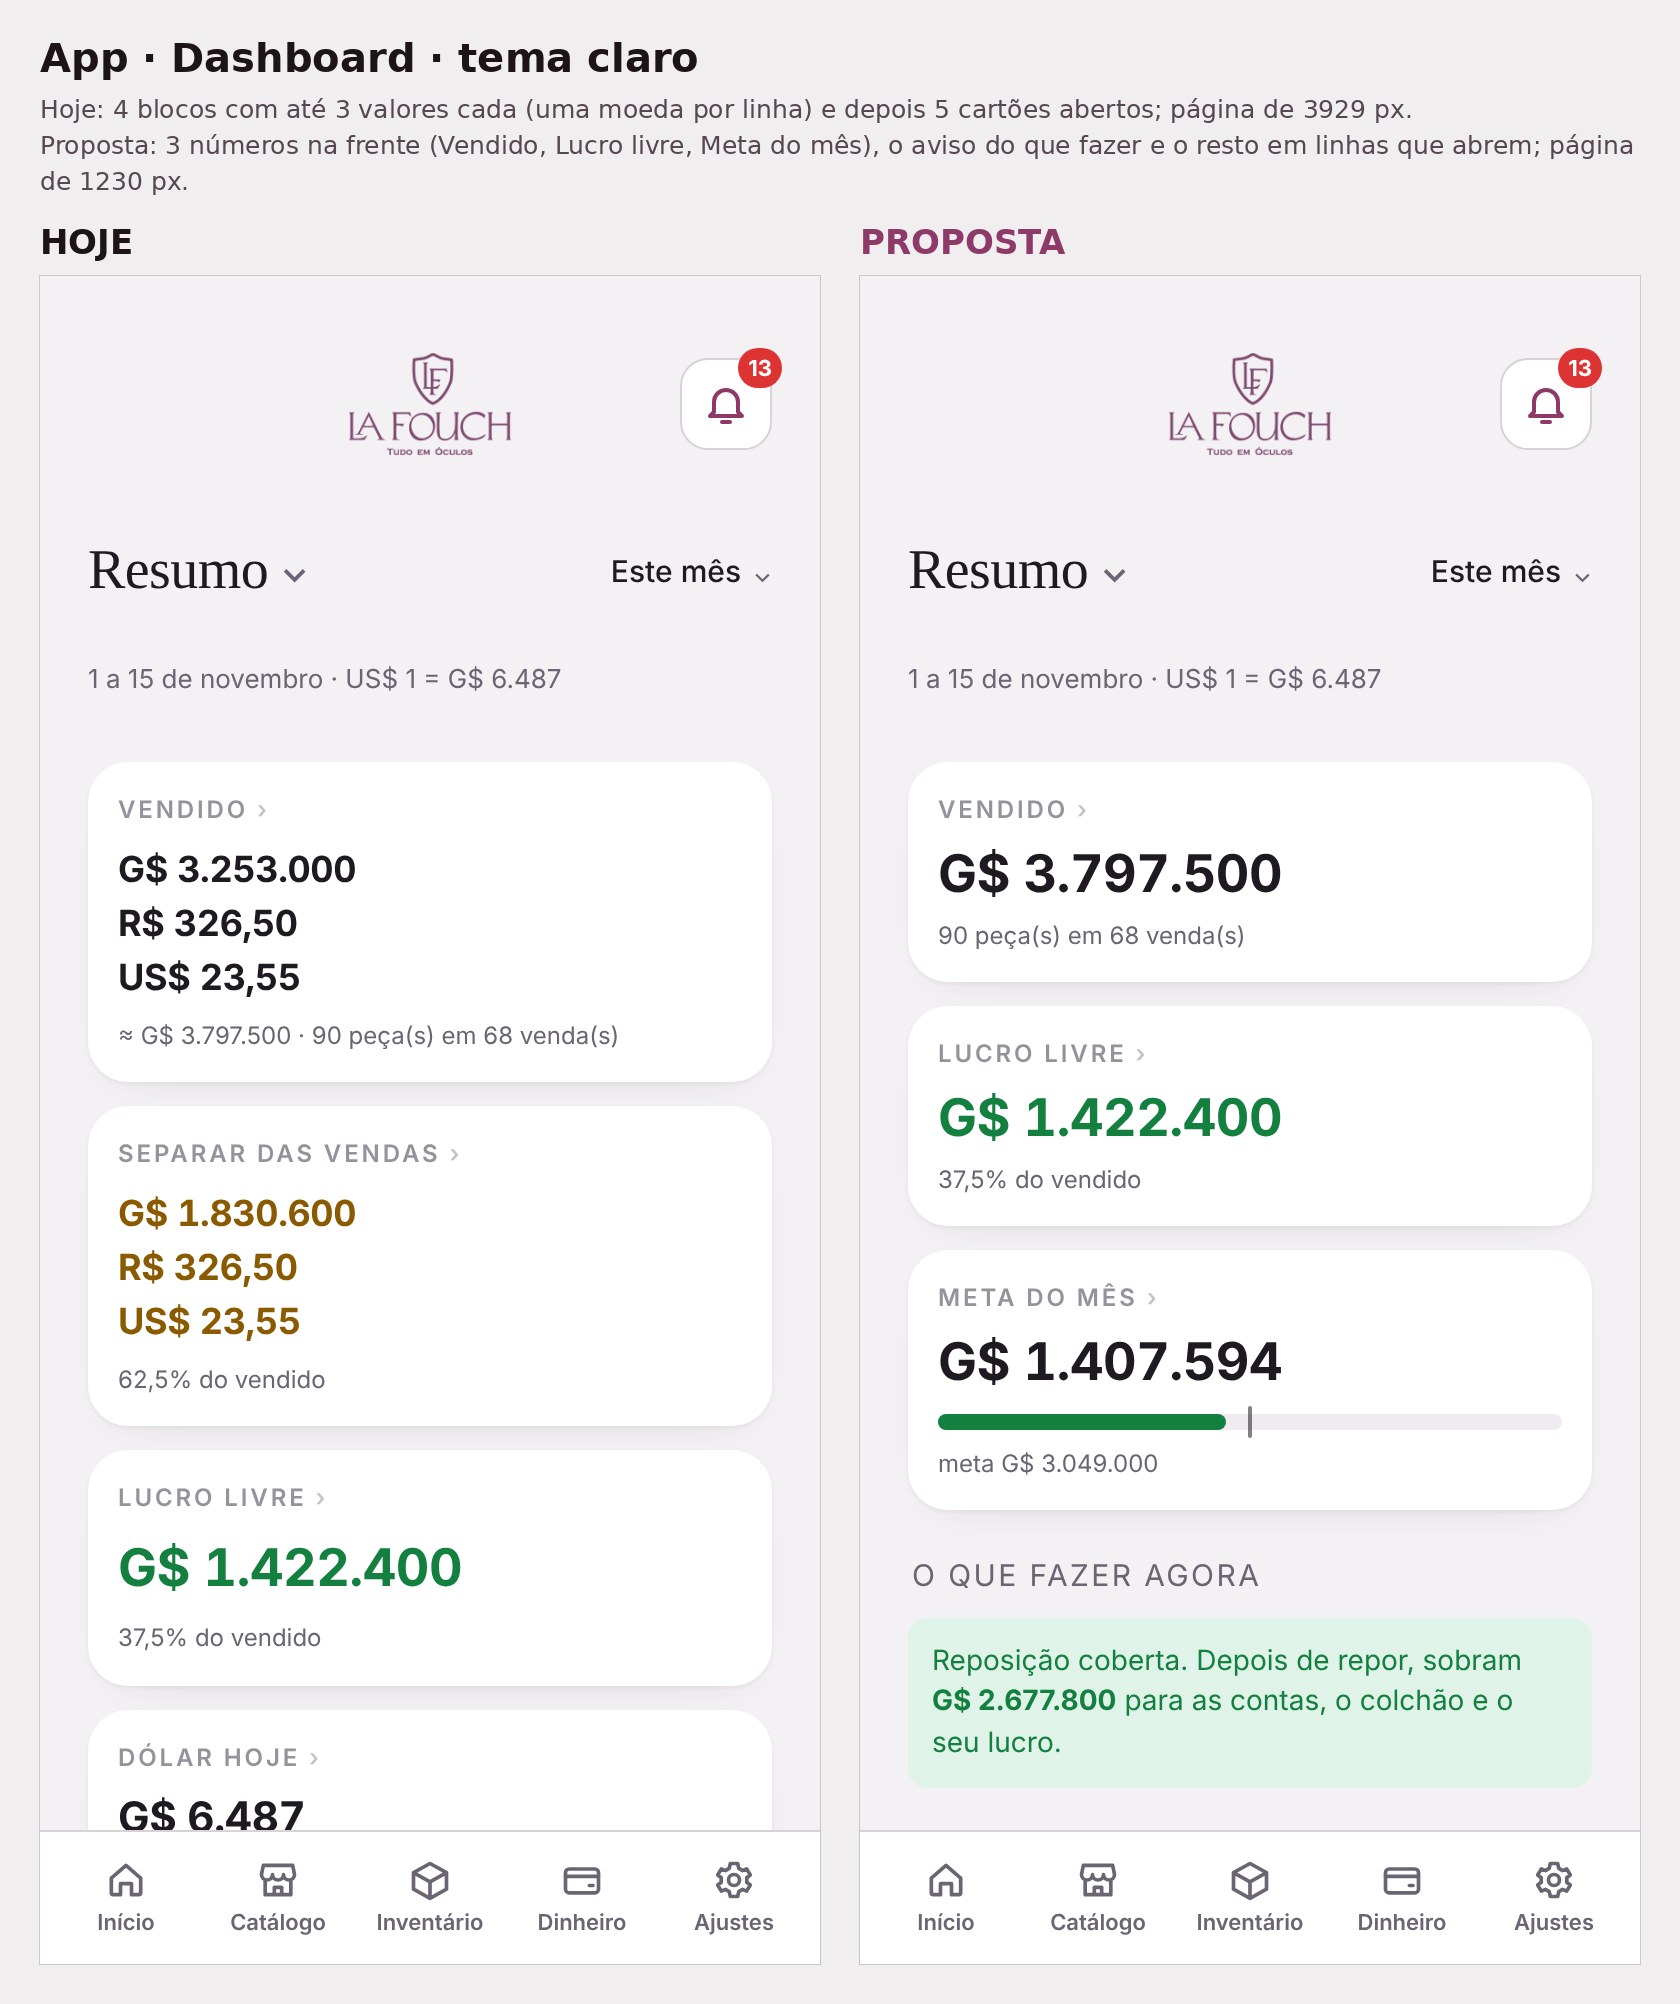 App · Dashboard · tema claro
Hoje: 4 blocos com até 3 valores cada (uma moeda por linha) e depois 5 cartões abertos; página de 3929 px.
Proposta: 3 números na frente (Vendido, Lucro livre, Meta do mês), o aviso do que fazer e o resto em linhas que abrem; página
de 1230 px.
HOJE
LF
LA FOUCH
TUDO EM ÓCULOS
13
Resumo
Este mês
1 a 15 de novembro · US$ 1 = G$ 6.487
VENDIDO ›
G$ 3.253.000
R$ 326,50
US$ 23,55
≈ G$ 3.797.500 · 90 peça(s) em 68 venda(s)
SEPARAR DAS VENDAS ›
G$ 1.830.600
R$ 326,50
US$ 23,55
62,5% do vendido
LUCRO LIVRE ›
G$ 1.422.400
37,5% do vendido
DÓLAR HOJE ›
G$ 6.487
Início
Catálogo
Inventário
Dinheiro
Ajustes
PROPOSTA
LF
LA FOUCH
TUDO EM ÓCULOS
13
Resumo
Este mês
1 a 15 de novembro · US$ 1 = G$ 6.487
VENDIDO ›
G$ 3.797.500
90 peça(s) em 68 venda(s)
LUCRO LIVRE ›
G$ 1.422.400
37,5% do vendido
META DO MÊS ›
G$ 1.407.594
meta G$ 3.049.000
O QUE FAZER AGORA
Reposição coberta. Depois de repor, sobram
G$ 2.677.800 para as contas, o colchão e o
seu lucro.
Início
Catálogo
Inventário
Dinheiro
Ajustes